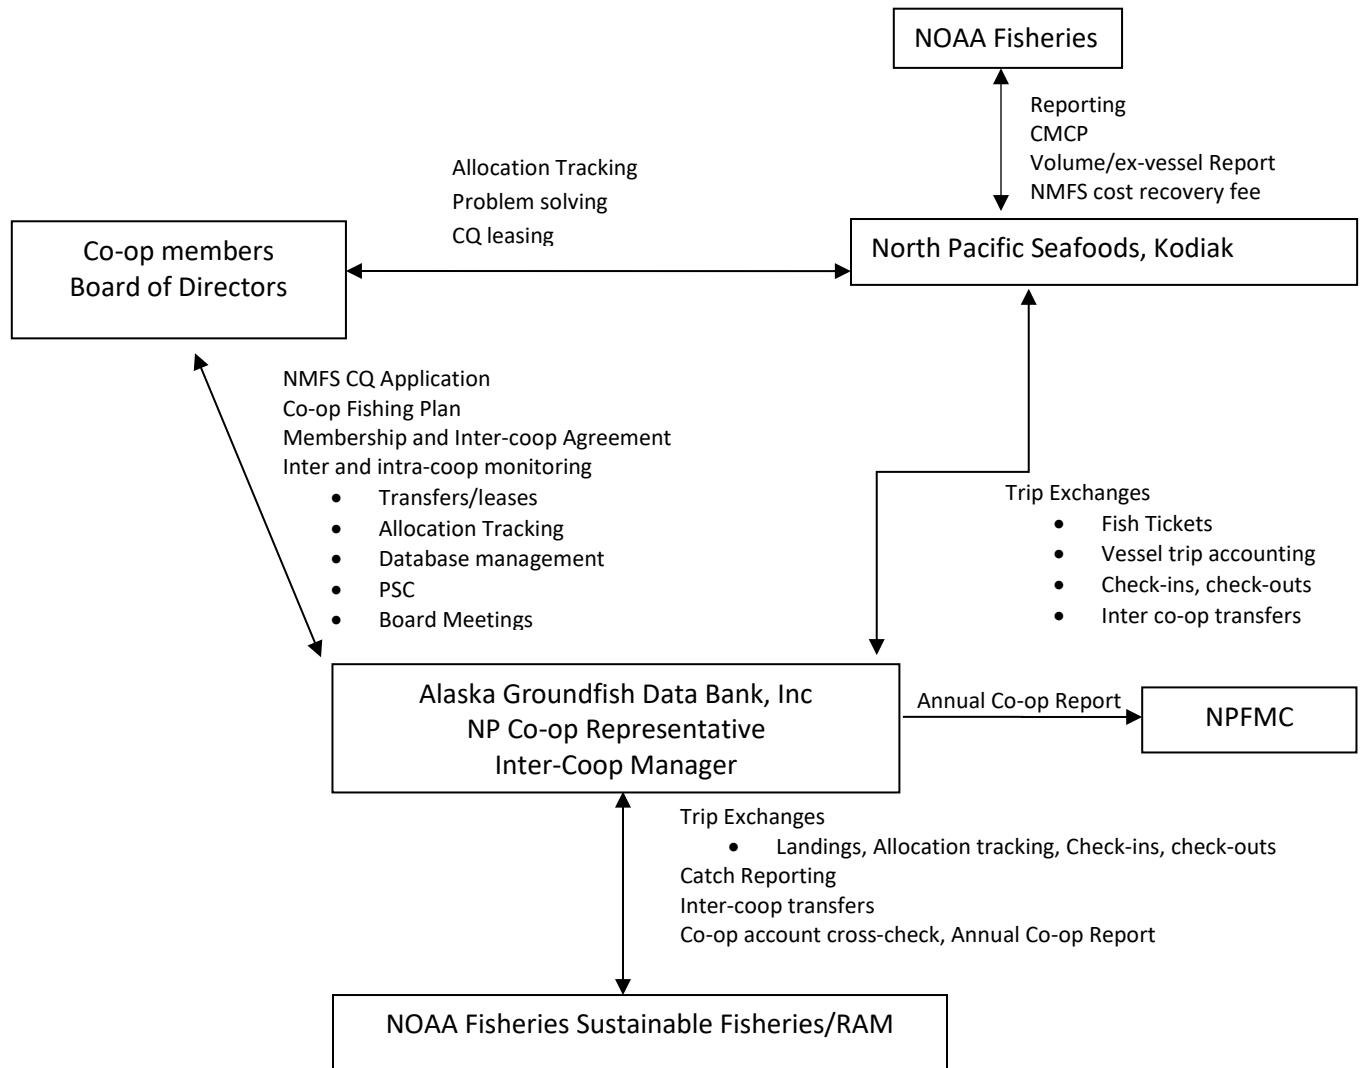 NOAA Fisheries
Reporting
CMCP
Volume/ex-vessel Report
NMFS cost recovery fee
Allocation Tracking
Problem solving
CQ leasing
Co-op members
Board of Directors
North Pacific Seafoods, Kodiak
NMFS CQ Application
Co-op Fishing Plan
Membership and Inter-coop Agreement
Inter and intra-coop monitoring
• Transfers/leases
• Allocation Tracking
• Database management
• PSC
• Board Meetings
Trip Exchanges
• Fish Tickets
• Vessel trip accounting
• Check-ins, check-outs
• Inter co-op transfers
Alaska Groundfish Data Bank, Inc
NP Co-op Representative
Inter-Coop Manager
Annual Co-op Report
NPFMC
Trip Exchanges
• Landings, Allocation tracking, Check-ins, check-outs
Catch Reporting
Inter-coop transfers
Co-op account cross-check, Annual Co-op Report
NOAA Fisheries Sustainable Fisheries/RAM